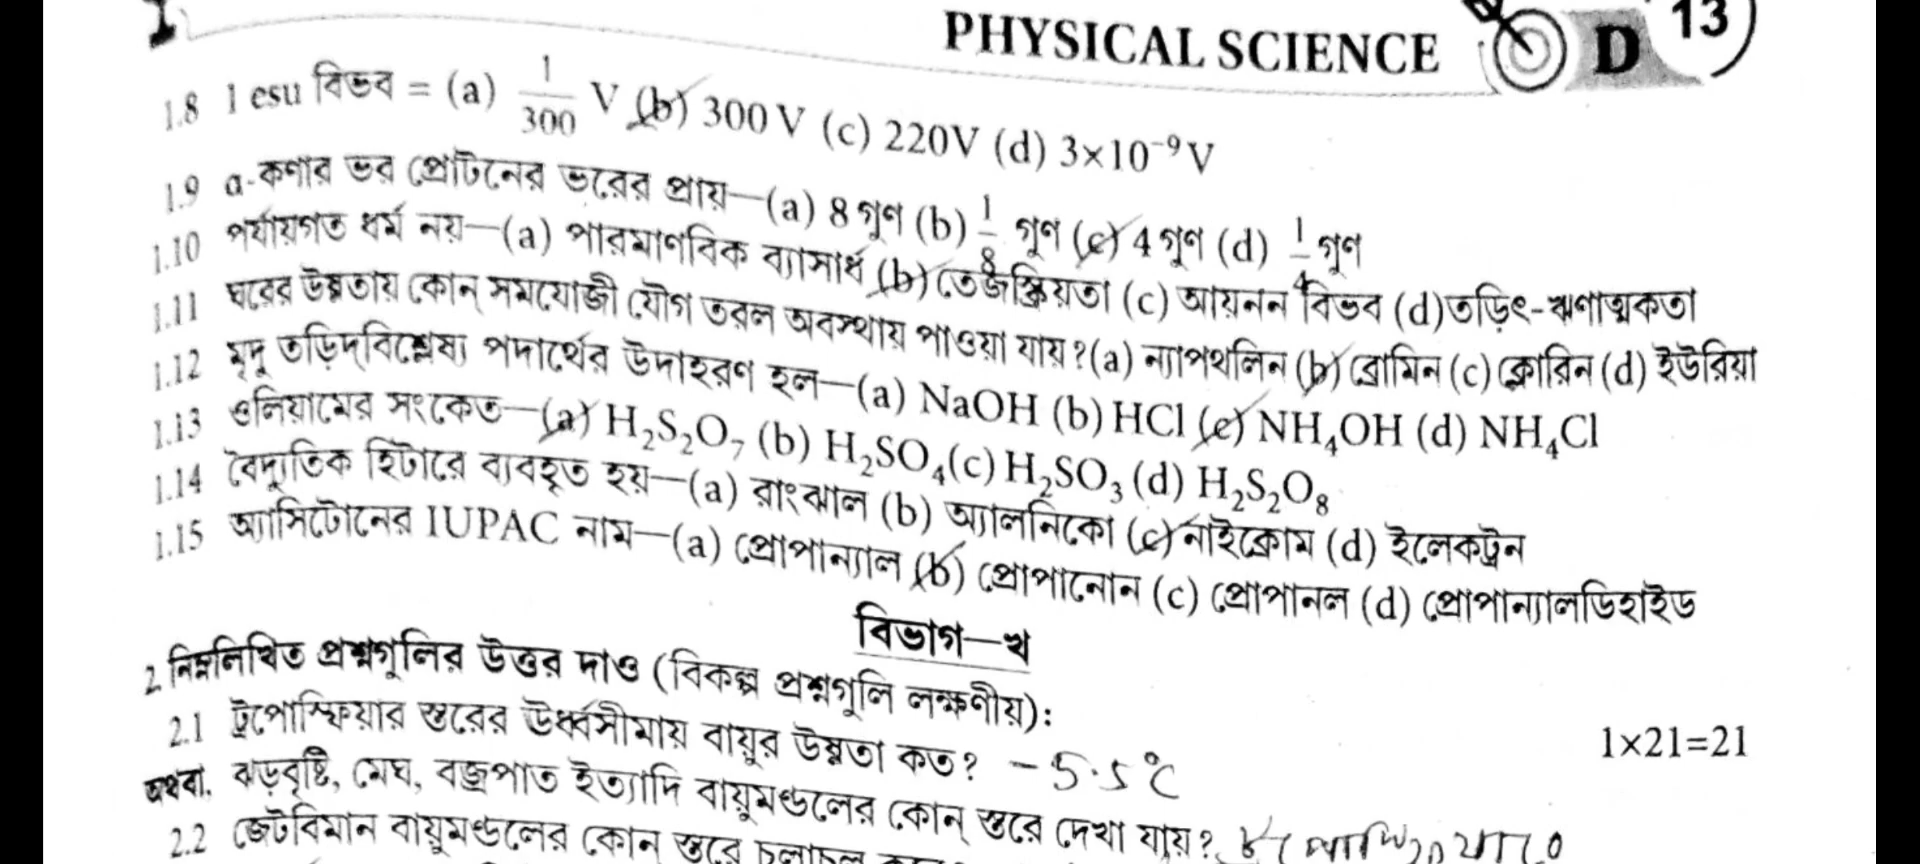 PHYSICAL SCIENCE D 13
1.8 1 esu বিভব = (a) 1/300 V (b) 300 V (c) 220V (d) 3×10⁻⁹V
1.9 α-কণার ভর প্রোটনের ভরের প্রায়—(a) 8 গুণ (b) 1/8 গুণ (c) 4 গুণ (d) 1/4 গুণ
1.10 পর্যায়গত ধর্ম নয়—(a) পারমাণবিক ব্যাসার্ধ (b) তেজস্ক্রিয়তা (c) আয়নন বিভব (d) তড়িৎ-ঋণাত্মকতা
1.11 ঘরের উষ্ণতায় কোন্ সমযোজী যৌগ তরল অবস্থায় পাওয়া যায়? (a) ন্যাপথলিন (b) ব্রোমিন (c) ক্লোরিন (d) ইউরিয়া
1.12 মৃদু তড়িদ্‌বিশ্লেষ্য পদার্থের উদাহরণ হল—(a) NaOH (b) HCl (c) NH₄OH (d) NH₄Cl
1.13 ওলিয়ামের সংকেত—(a) H₂S₂O₇ (b) H₂SO₄ (c) H₂SO₃ (d) H₂S₂O₈
1.14 বৈদ্যুতিক হিটারে ব্যবহৃত হয়—(a) রাংঝাল (b) অ্যালনিকো (c) নাইক্রোম (d) ইলেকট্রন
1.15 অ্যাসিটোনের IUPAC নাম—(a) প্রোপান্যাল (b) প্রোপানোন (c) প্রোপানল (d) প্রোপান্যালডিহাইড
বিভাগ—খ
2 নিম্নলিখিত প্রশ্নগুলির উত্তর দাও (বিকল্প প্রশ্নগুলি লক্ষণীয়): 1×21=21
2.1 ট্রপোস্ফিয়ার স্তরের ঊর্ধ্বসীমায় বায়ুর উষ্ণতা কত? -5.5°C
অথবা, ঝড়বৃষ্টি, মেঘ, বজ্রপাত ইত্যাদি বায়ুমণ্ডলের কোন্ স্তরে দেখা যায়?
2.2 জেটবিমান বায়ুমণ্ডলের কোন্ স্তরে চলাচল